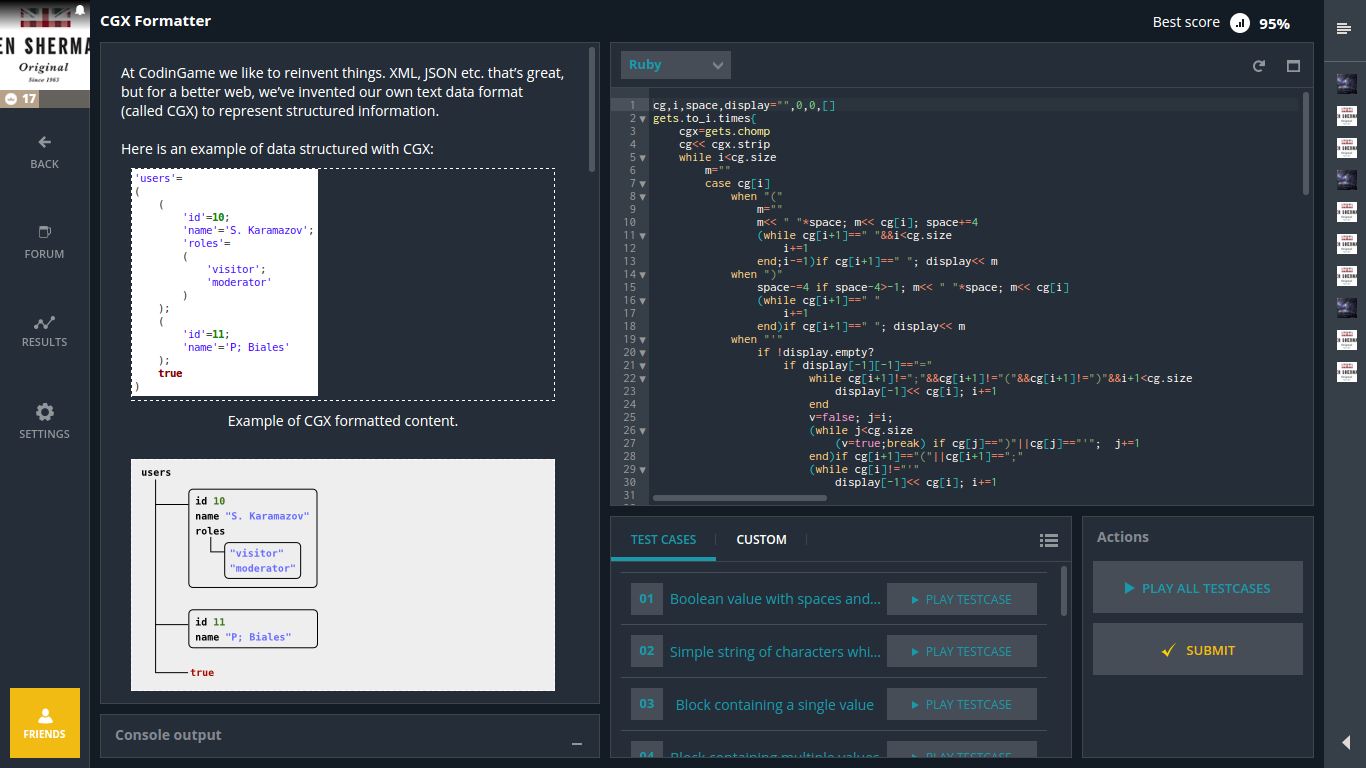 EN SHERMA
Original
Since 1963
17
BACK
FORUM
RESULTS
SETTINGS
FRIENDS
CGX Formatter
Best score 95%
At CodinGame we like to reinvent things. XML, JSON etc. that's great,
but for a better web, we've invented our own text data format
(called CGX) to represent structured information.
Here is an example of data structured with CGX:
'users'=
(
    (
        'id'=10;
        'name'='S. Karamazov';
        'roles'=
        (
            'visitor';
            'moderator'
        )
    );
    (
        'id'=11;
        'name'='P; Biales'
    );
    true
)
Example of CGX formatted content.
users
id 10
name "S. Karamazov"
roles
"visitor"
"moderator"
id 11
name "P; Biales"
true
Console output
Ruby
1 cg,i,space,display="",0,0,[]
2 gets.to_i.times{
3     cgx=gets.chomp
4     cg<< cgx.strip
5     while i<cg.size
6         m=""
7         case cg[i]
8             when "("
9                 m=""
10                 m<< " "*space; m<< cg[i]; space+=4
11                 (while cg[i+1]==" "&&i<cg.size
12                     i+=1
13                 end;i-=1)if cg[i+1]==" "; display<< m
14             when ")"
15                 space-=4 if space-4>-1; m<< " "*space; m<< cg[i]
16                 (while cg[i+1]==" "
17                     i+=1
18                 end)if cg[i+1]==" "; display<< m
19             when "'"
20                 if !display.empty?
21                     if display[-1][-1]=="="
22                         while cg[i+1]!=";"&&cg[i+1]!="("&&cg[i+1]!=")"&&i+1<cg.size
23                             display[-1]<< cg[i]; i+=1
24                         end
25                         v=false; j=i;
26                         (while j<cg.size
27                             (v=true;break) if cg[j]==")"||cg[j]=="'";  j+=1
28                         end)if cg[i+1]=="("||cg[i+1]==";"
29                         (while cg[i]!="'"
30                             display[-1]<< cg[i]; i+=1
31
TEST CASES
CUSTOM
01 Boolean value with spaces and... PLAY TESTCASE
02 Simple string of characters whi... PLAY TESTCASE
03 Block containing a single value PLAY TESTCASE
04 Block containing multiple values PLAY TESTCASE
Actions
PLAY ALL TESTCASES
SUBMIT